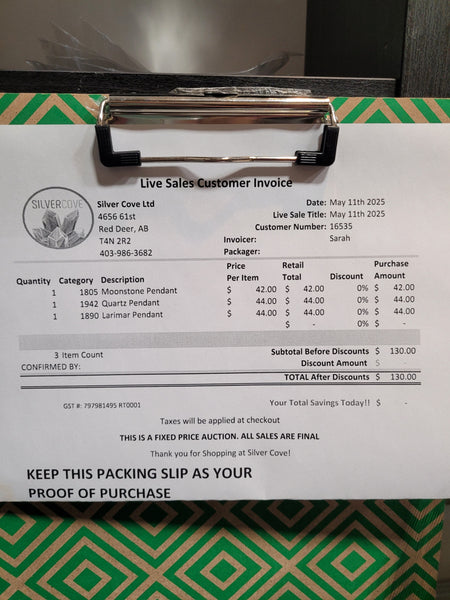 Live Sales Customer Invoice
SILVERCOVE
Silver Cove Ltd
4656 61st
Red Deer, AB
T4N 2R2
403-986-3682
Date: May 11th 2025
Live Sale Title: May 11th 2025
Customer Number: 16535
Invoicer: Sarah
Packager:
Quantity Category Description Price Per Item Retail Total Discount Purchase Amount
1 1805 Moonstone Pendant $ 42.00 $ 42.00 0% $ 42.00
1 1942 Quartz Pendant $ 44.00 $ 44.00 0% $ 44.00
1 1890 Larimar Pendant $ 44.00 $ 44.00 0% $ 44.00
$ - 0% $ -
3 Item Count Subtotal Before Discounts $ 130.00
CONFIRMED BY: Discount Amount $ -
TOTAL After Discounts $ 130.00
GST #: 797981495 RT0001 Your Total Savings Today!! $ -
Taxes will be applied at checkout
THIS IS A FIXED PRICE AUCTION. ALL SALES ARE FINAL
Thank you for Shopping at Silver Cove!
KEEP THIS PACKING SLIP AS YOUR
PROOF OF PURCHASE